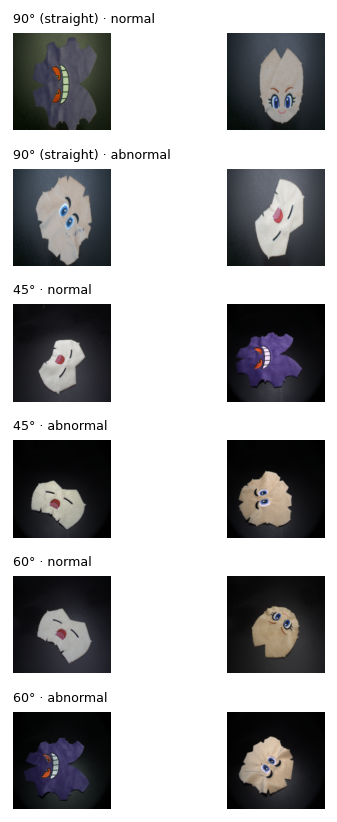 90° (straight) · normal
90° (straight) · abnormal
45° · normal
45° · abnormal
60° · normal
60° · abnormal